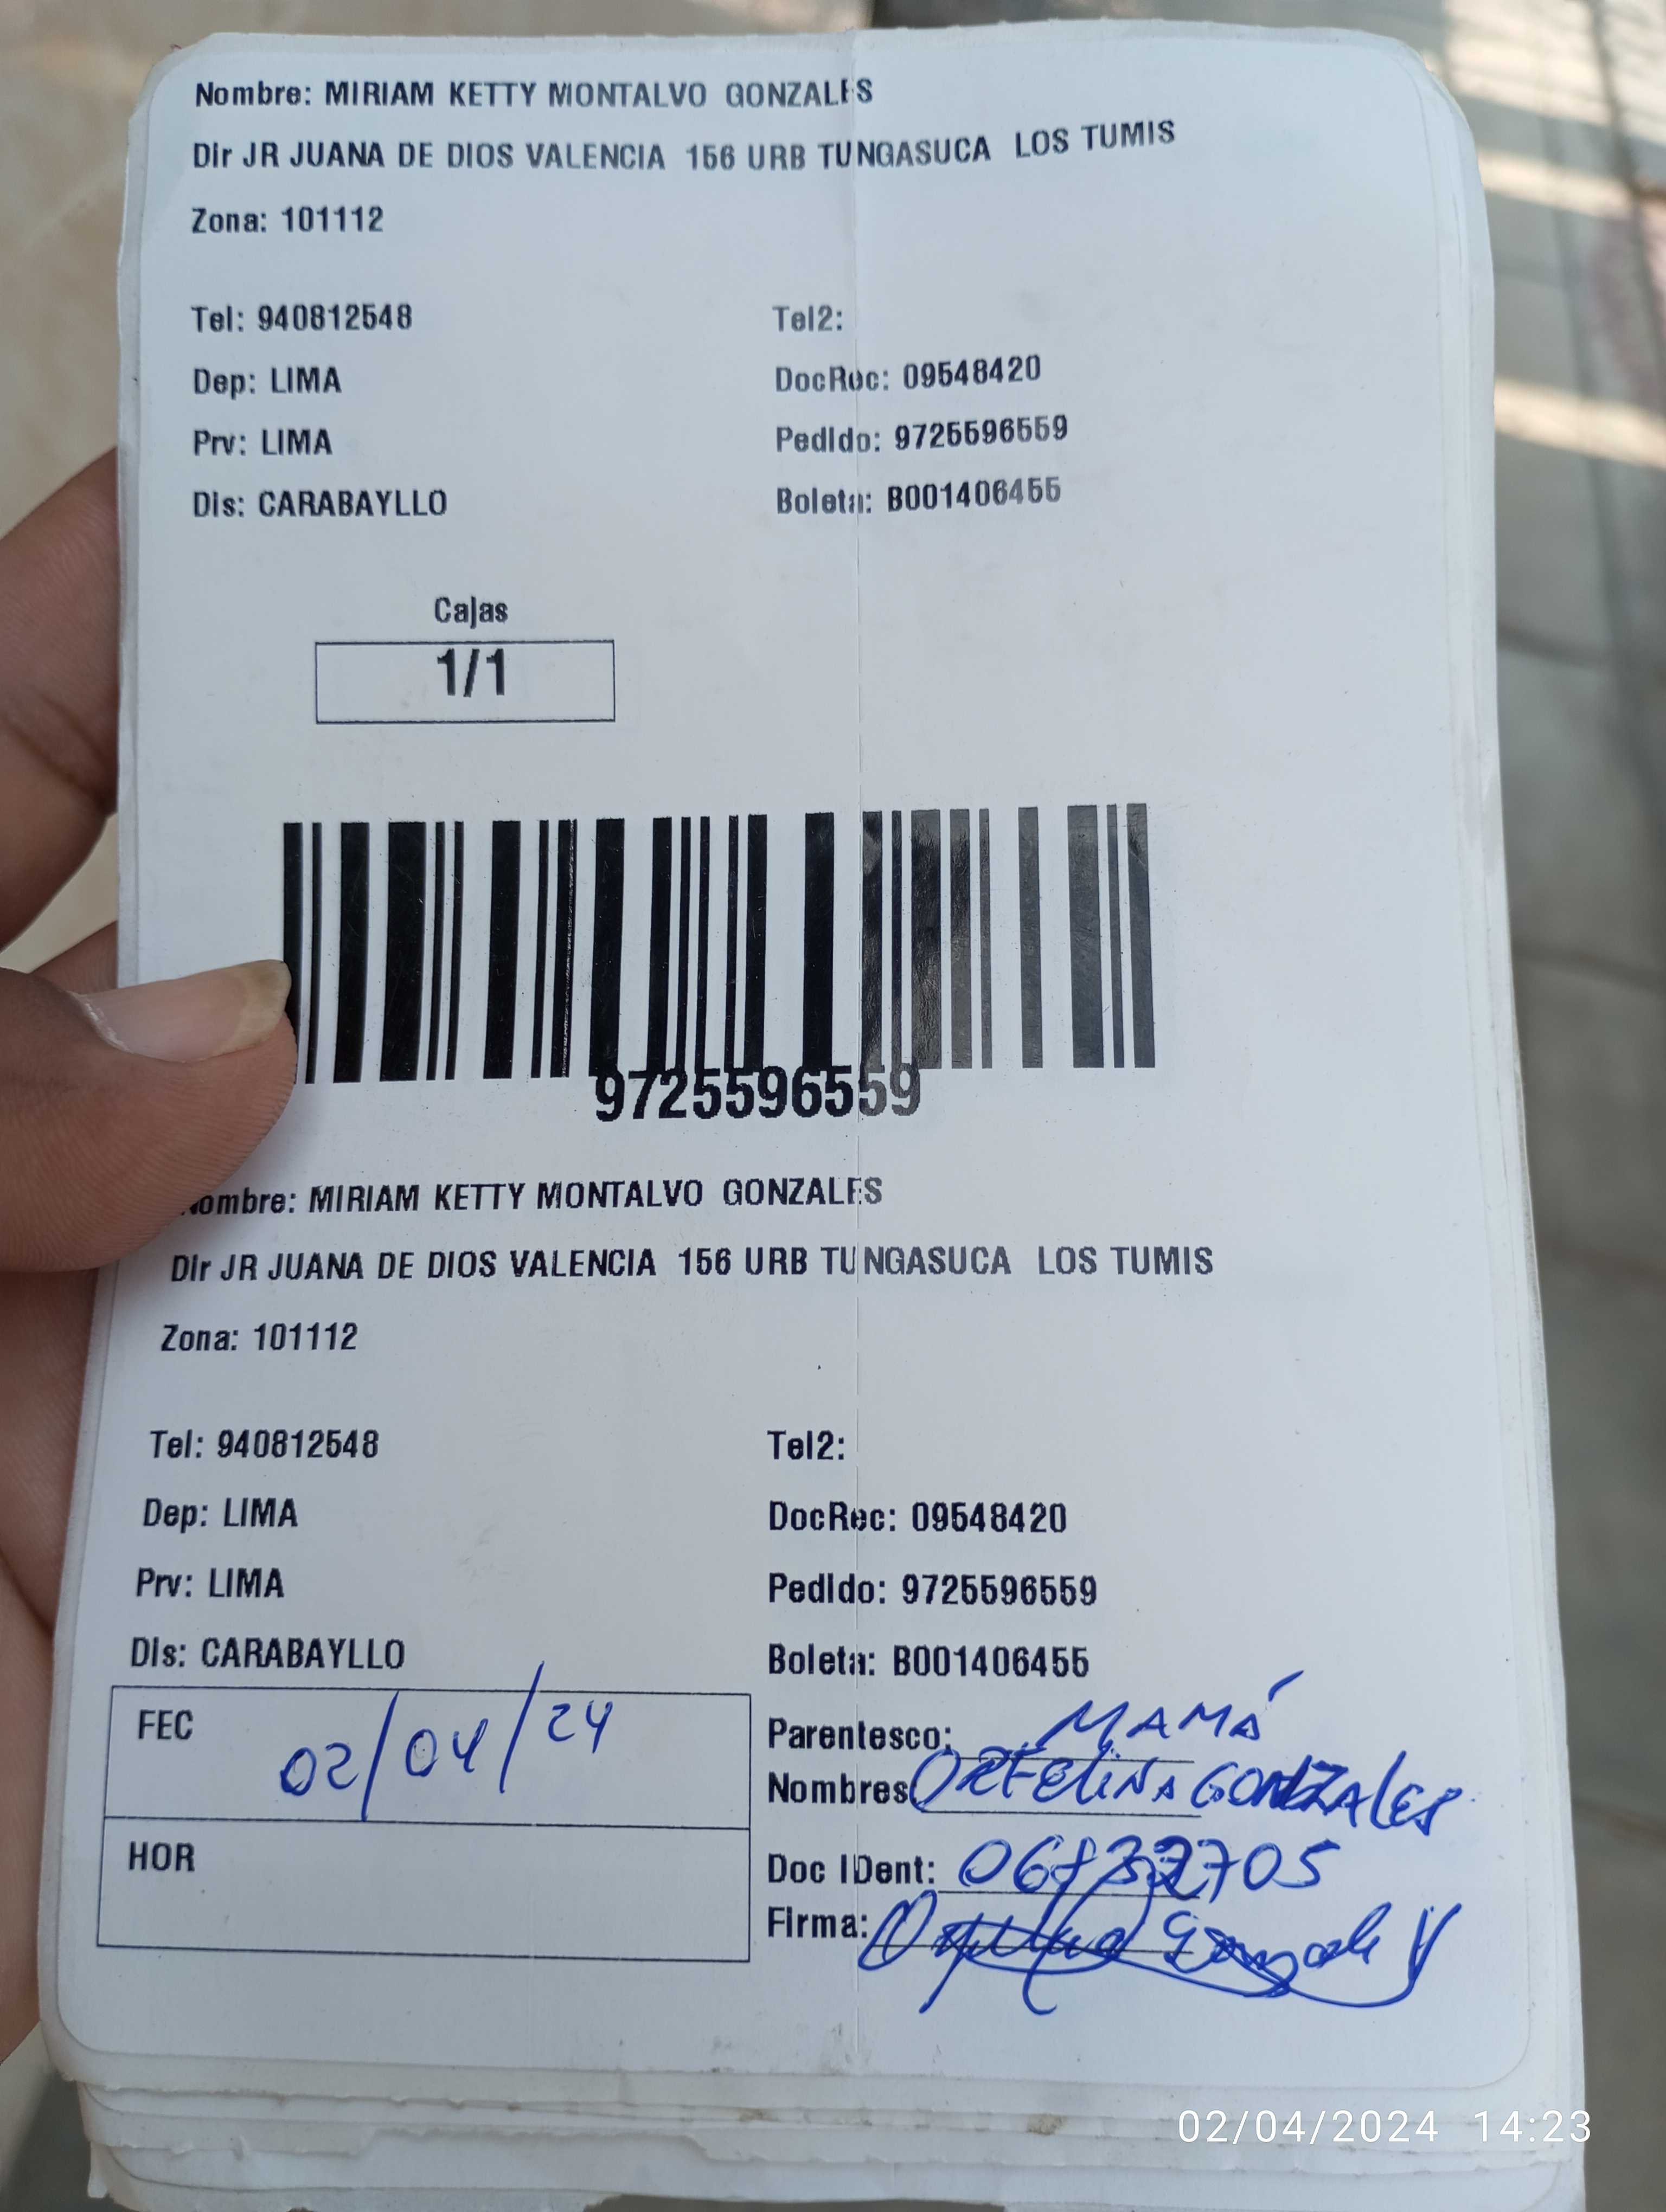 Nombre: MIRIAM KETTY MONTALVO GONZALES
Dir JR JUANA DE DIOS VALENCIA 156 URB TUNGASUCA LOS TUMIS
Zona: 101112
Tel: 940812548 Tel2:
Dep: LIMA DocRec: 09548420
Prv: LIMA Pedido: 9725596559
Dis: CARABAYLLO Boleta: B001406455
Cajas
1/1
9725596559
Nombre: MIRIAM KETTY MONTALVO GONZALES
Dir JR JUANA DE DIOS VALENCIA 156 URB TUNGASUCA LOS TUMIS
Zona: 101112
Tel: 940812548 Tel2:
Dep: LIMA DocRec: 09548420
Prv: LIMA Pedido: 9725596559
Dis: CARABAYLLO Boleta: B001406455
FEC 02/04/24 Parentesco: MAMÁ
Nombres GONZALES
HOR Doc IDent:
Firma:
02/04/2024 14:23